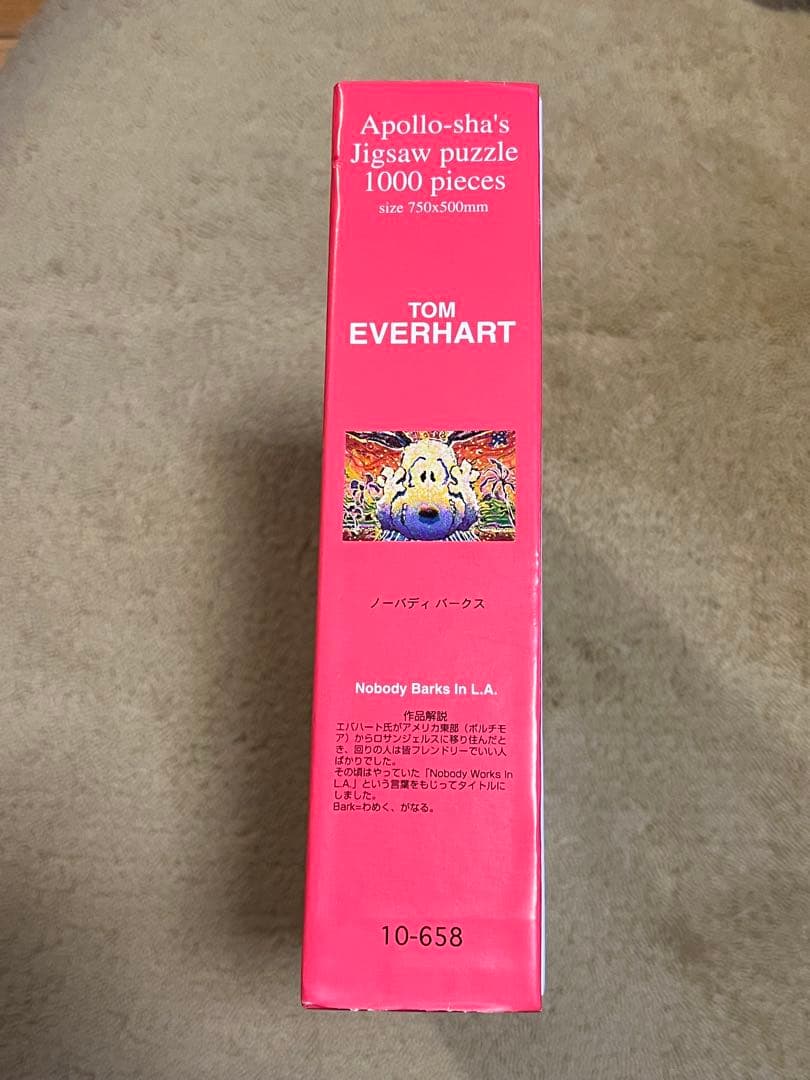 Apollo-sha's
Jigsaw puzzle
1000 pieces
size 750x500mm
TOM
EVERHART
ノーバディ バークス
Nobody Barks In L.A.
作品解説
エバハート氏がアメリカ東部（ボルチモ
ア）からロサンジェルスに移り住んだと
き、回りの人は皆フレンドリーでいい人
ばかりでした。
その頃はやっていた「Nobody Works In
L.A.」という言葉をもじってタイトルに
しました。
Bark=わめく、がなる。
10-658